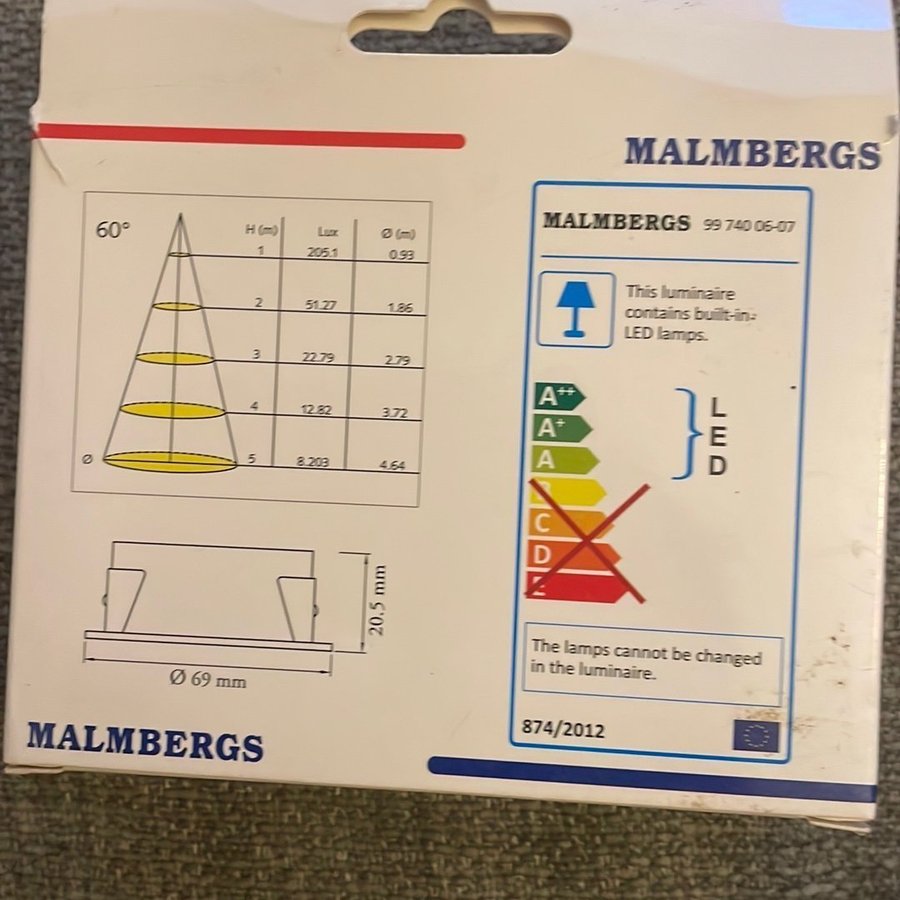 MALMBERGS
60°
H (m) Lux Ø (m)
1 205.1 0.93
2 51.27 1.86
3 22.79 2.79
4 12.82 3.72
Ø 5 8.203 4.64
20.5 mm
Ø 69 mm
MALMBERGS
MALMBERGS 99 740 06-07
This luminaire
contains built-in-
LED lamps.
A++
A+
A
C
D
L
E
D
The lamps cannot be changed
in the luminaire.
874/2012